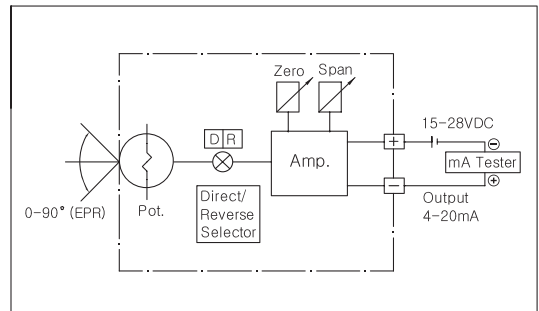 Zero Span
15-28VDC
D R
+
⊖
Amp.
mA Tester
⊕
−
0-90° (EPR)
Pot.
Direct/
Reverse
Selector
Output
4-20mA